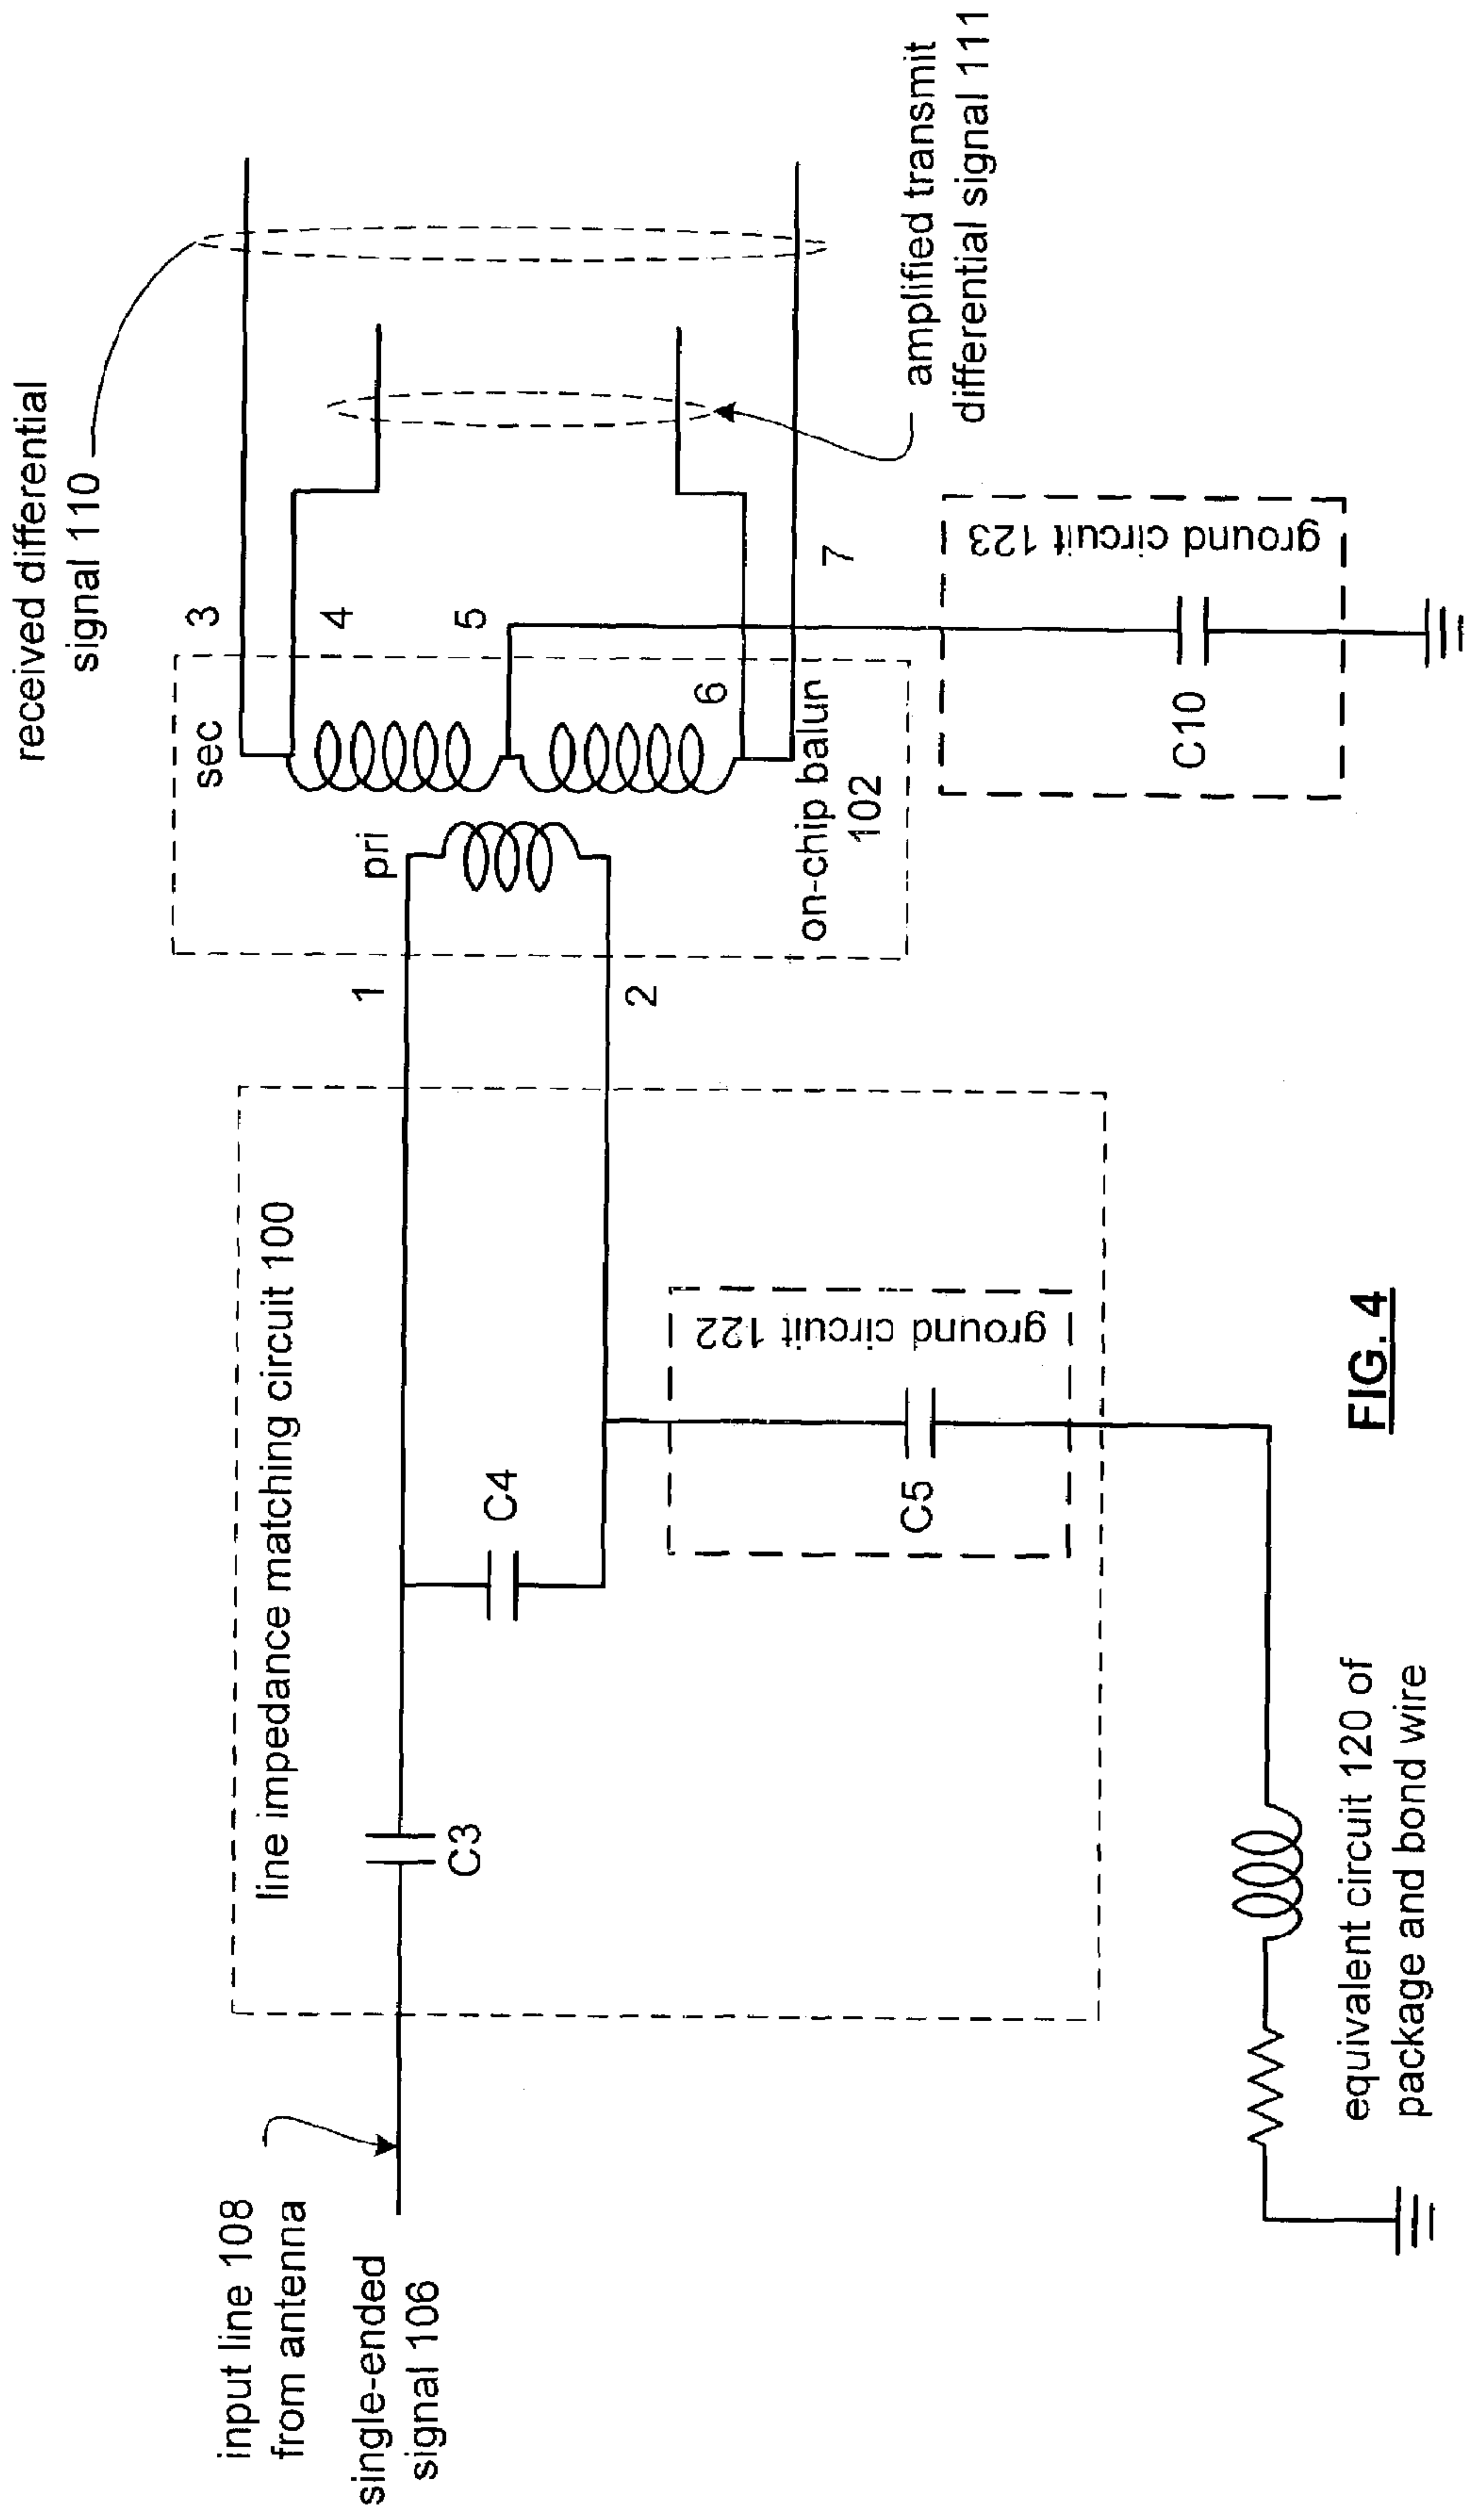 received differential
signal 110
sec
3
4
5
6
7
pri
1
2
on-chip balun
102
amplified transmit
differential signal 111
ground circuit 123
C10
line impedance matching circuit 100
C3
C4
ground circuit 122
C5
input line 108
from antenna
single-ended
signal 106
equivalent circuit 120 of
package and bond wire
FIG. 4